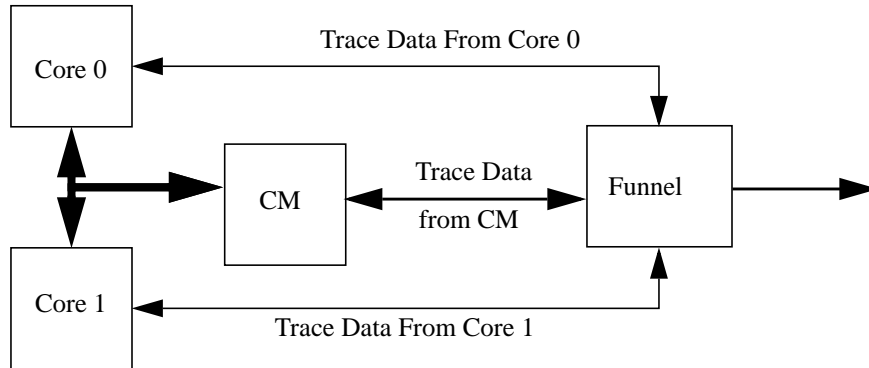 Trace Data From Core 0
Core 0
CM
Trace Data
from CM
Funnel
Core 1
Trace Data From Core 1